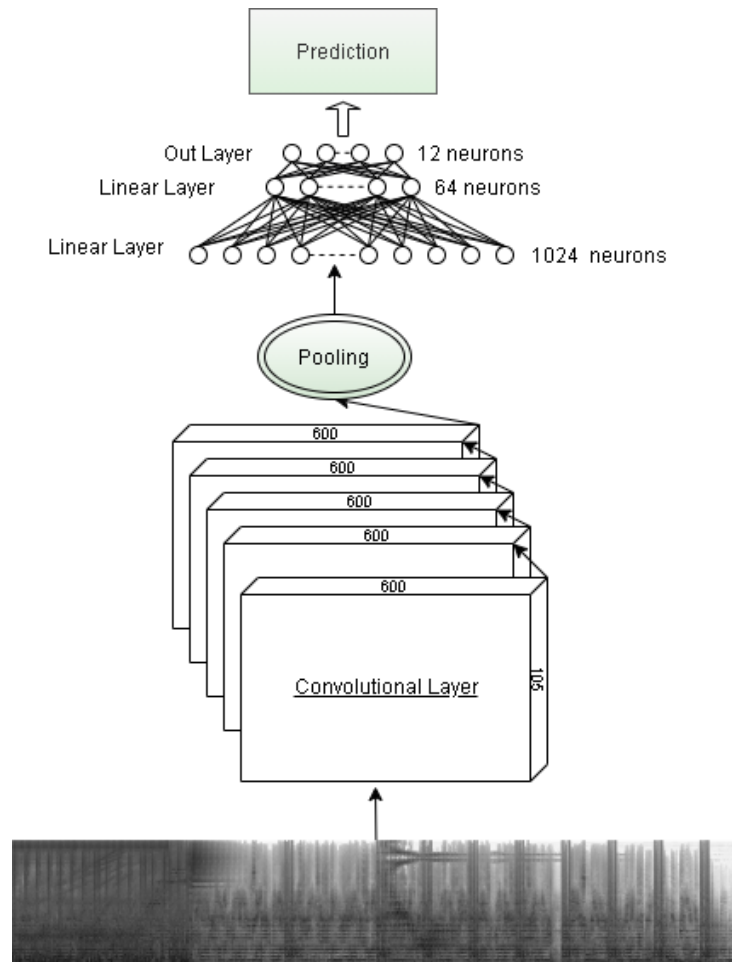 Prediction
Out Layer
12 neurons
Linear Layer
64 neurons
Linear Layer
1024 neurons
Pooling
600
600
600
600
600
105
Convolutional Layer